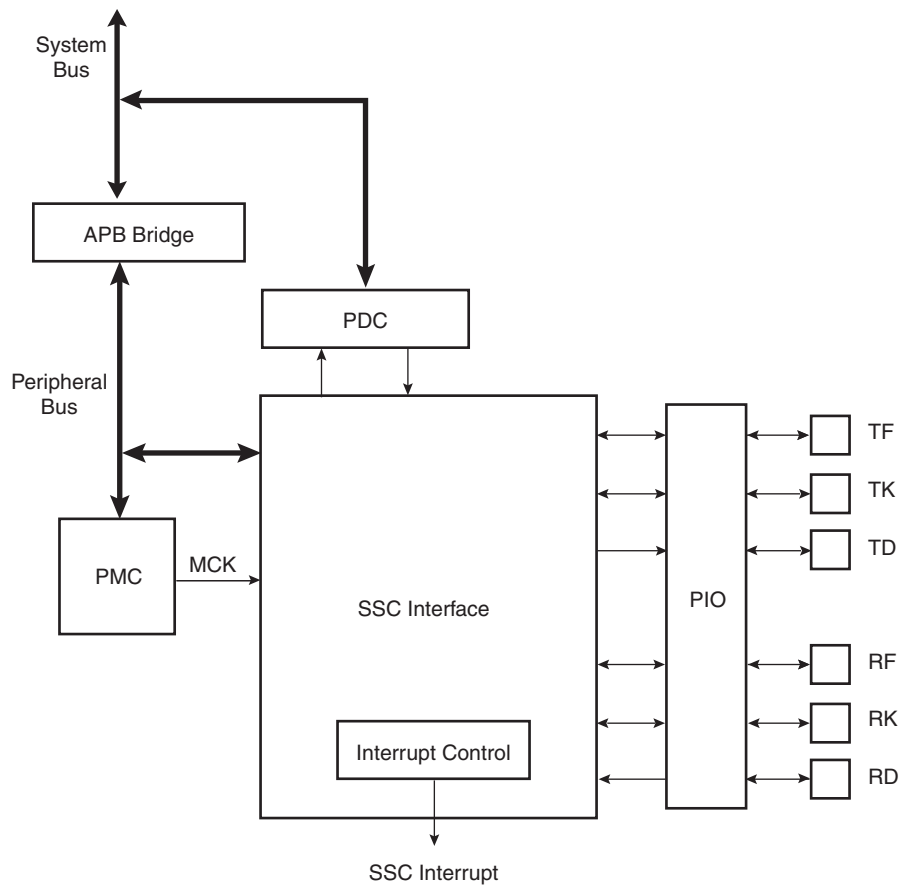 System
Bus
APB Bridge
PDC
Peripheral
Bus
TF
TK
TD
PMC
MCK
SSC Interface
PIO
RF
RK
RD
Interrupt Control
SSC Interrupt